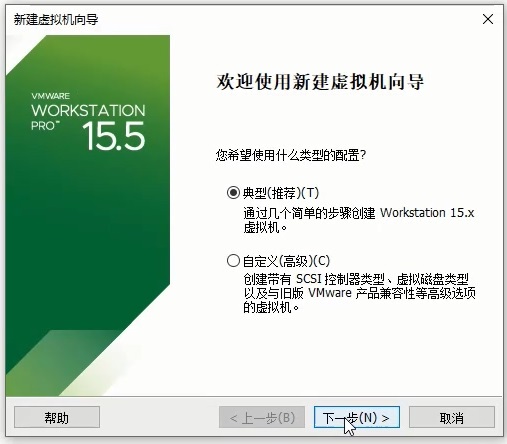 新建虚拟机向导
VMWARE
WORKSTATION
PRO™
15.5
欢迎使用新建虚拟机向导
您希望使用什么类型的配置?
典型(推荐)(T)
通过几个简单的步骤创建 Workstation 15.x
虚拟机。
自定义(高级)(C)
创建带有 SCSI 控制器类型、虚拟磁盘类型
以及与旧版 VMware 产品兼容性等高级选项
的虚拟机。
帮助
< 上一步(B)
下一步(N) >
取消